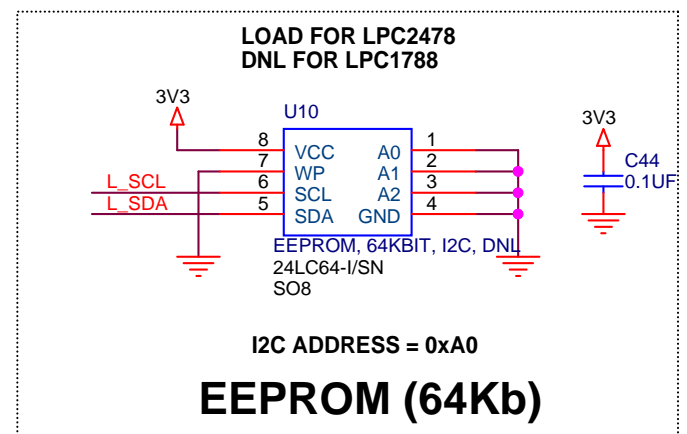 LOAD FOR LPC2478
DNL FOR LPC1788
3V3
U10
8 VCC A0 1
7 WP A1 2
L_SCL 6 SCL A2 3
L_SDA 5 SDA GND 4
EEPROM, 64KBIT, I2C, DNL
24LC64-I/SN
SO8
3V3
C44
0.1UF
I2C ADDRESS = 0xA0
EEPROM (64Kb)